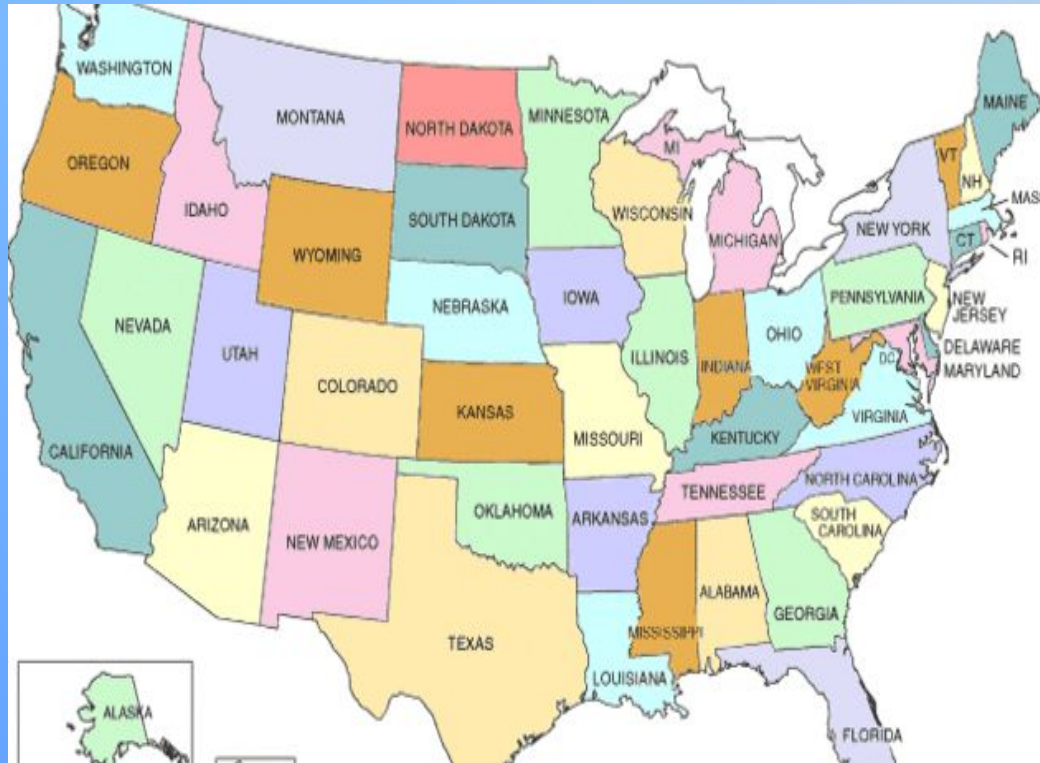 WASHINGTON
MONTANA
NORTH DAKOTA
MINNESOTA
MAINE
OREGON
IDAHO
MI
VT
NH
MAS
SOUTH DAKOTA
WISCONSIN
MICHIGAN
NEW YORK
CT
RI
WYOMING
NEBRASKA
IOWA
PENNSYLVANIA
NEW
JERSEY
NEVADA
UTAH
ILLINOIS
INDIANA
OHIO
DELAWARE
DC
MARYLAND
COLORADO
KANSAS
WEST
VIRGINIA
CALIFORNIA
MISSOURI
KENTUCKY
VIRGINIA
ARIZONA
NEW MEXICO
OKLAHOMA
ARKANSAS
TENNESSEE
NORTH CAROLINA
SOUTH
CAROLINA
TEXAS
MISSISSIPPI
ALABAMA
GEORGIA
LOUISIANA
ALASKA
FLORIDA